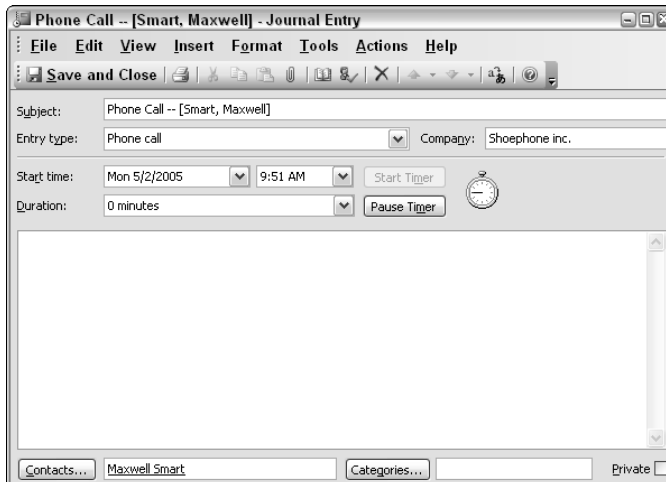 Phone Call -- [Smart, Maxwell] - Journal Entry
File Edit View Insert Format Tools Actions Help
Save and Close
Subject: Phone Call -- [Smart, Maxwell]
Entry type: Phone call Company: Shoephone inc.
Start time: Mon 5/2/2005 9:51 AM Start Timer
Duration: 0 minutes Pause Timer
Contacts... Maxwell Smart Categories... Private